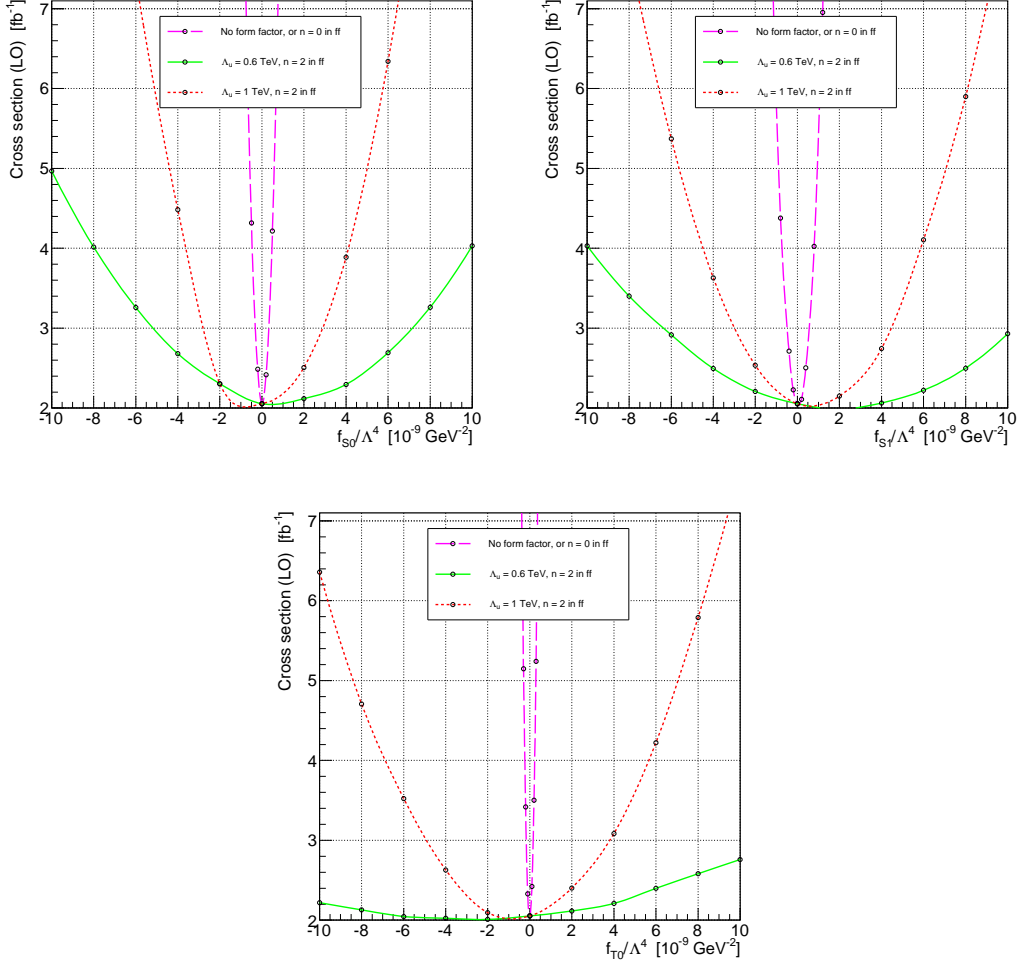 Cross section (LO) [fb⁻¹]
7
6
5
4
3
2
No form factor, or n = 0 in ff
Λᵤ = 0.6 TeV, n = 2 in ff
Λᵤ = 1 TeV, n = 2 in ff
-10 -8 -6 -4 -2 0 2 4 6 8 10
f_S0/Λ⁴ [10⁻⁹ GeV⁻²]
Cross section (LO) [fb⁻¹]
7
6
5
4
3
2
No form factor, or n = 0 in ff
Λᵤ = 0.6 TeV, n = 2 in ff
Λᵤ = 1 TeV, n = 2 in ff
-10 -8 -6 -4 -2 0 2 4 6 8 10
f_S1/Λ⁴ [10⁻⁹ GeV⁻²]
Cross section (LO) [fb⁻¹]
7
6
5
4
3
2
No form factor, or n = 0 in ff
Λᵤ = 0.6 TeV, n = 2 in ff
Λᵤ = 1 TeV, n = 2 in ff
-10 -8 -6 -4 -2 0 2 4 6 8 10
f_T0/Λ⁴ [10⁻⁹ GeV⁻²]